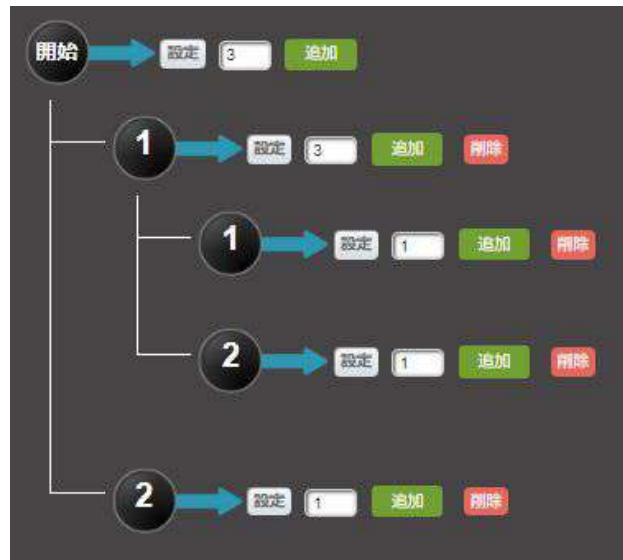 開始 設定 3 追加
1 設定 3 追加 削除
1 設定 1 追加 削除
2 設定 1 追加 削除
2 設定 1 追加 削除